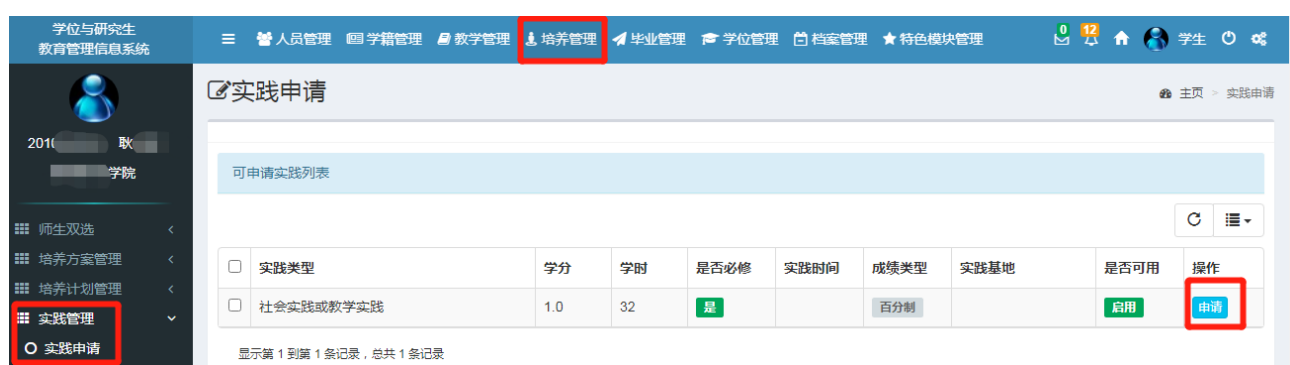 学位与研究生
教育管理信息系统
人员管理 学籍管理 教学管理 培养管理 毕业管理 学位管理 档案管理 特色模块管理 0 12 学生
实践申请
主页 > 实践申请
201 耿
学院
师生双选
培养方案管理
培养计划管理
实践管理
实践申请
可申请实践列表
实践类型 学分 学时 是否必修 实践时间 成绩类型 实践基地 是否可用 操作
社会实践或教学实践 1.0 32 是 百分制 启用 申请
显示第 1 到第 1 条记录，总共 1 条记录